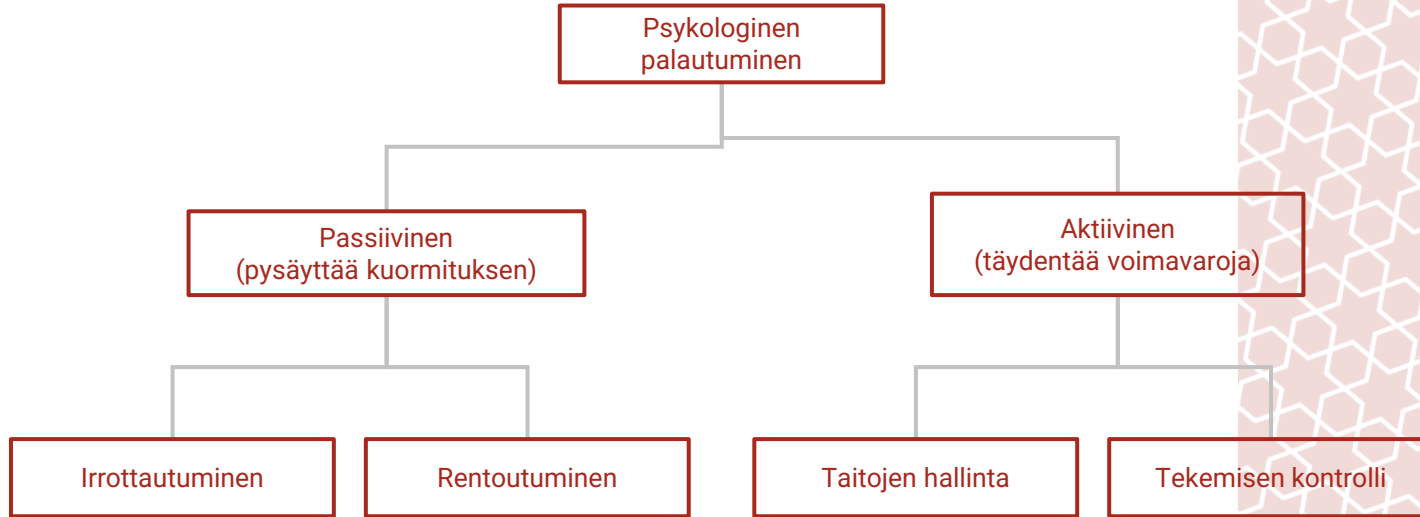 Psykologinen
palautuminen
Passiivinen
(pysäyttää kuormituksen)
Aktiivinen
(täydentää voimavaroja)
Irrottautuminen
Rentoutuminen
Taitojen hallinta
Tekemisen kontrolli